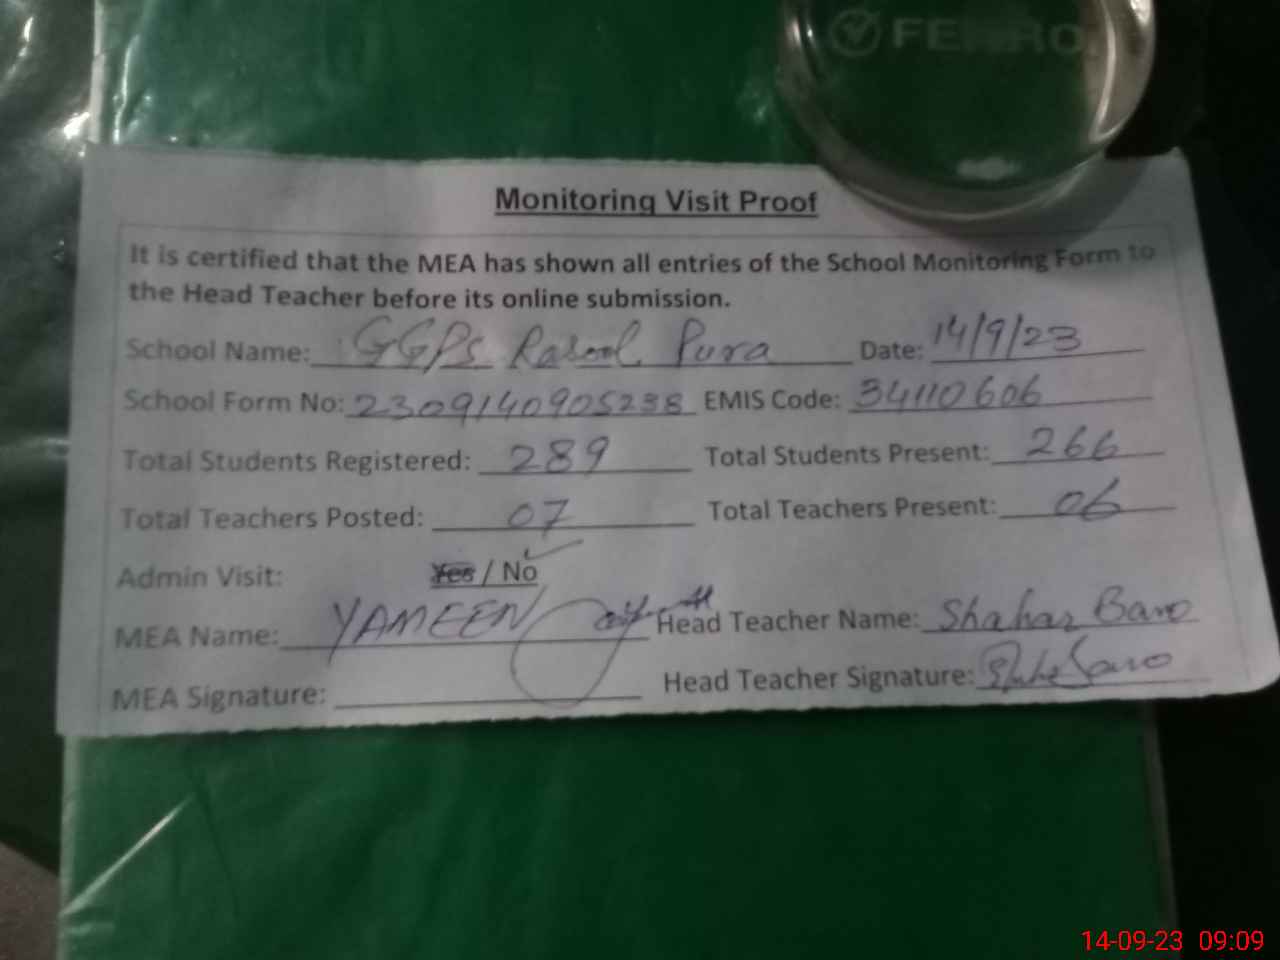 FERRO
Monitoring Visit Proof
It is certified that the MEA has shown all entries of the School Monitoring Form to
the Head Teacher before its online submission.
School Name: GGPS Rasool Pura Date: 14/9/23
School Form No: 230914090S238 EMIS Code: 34110606
Total Students Registered: 289 Total Students Present: 266
Total Teachers Posted: 07 Total Teachers Present: 06
Admin Visit: Yes / No
MEA Name: YAMEEN Head Teacher Name: Shahar Bano
MEA Signature: Head Teacher Signature:
14-09-23 09:09